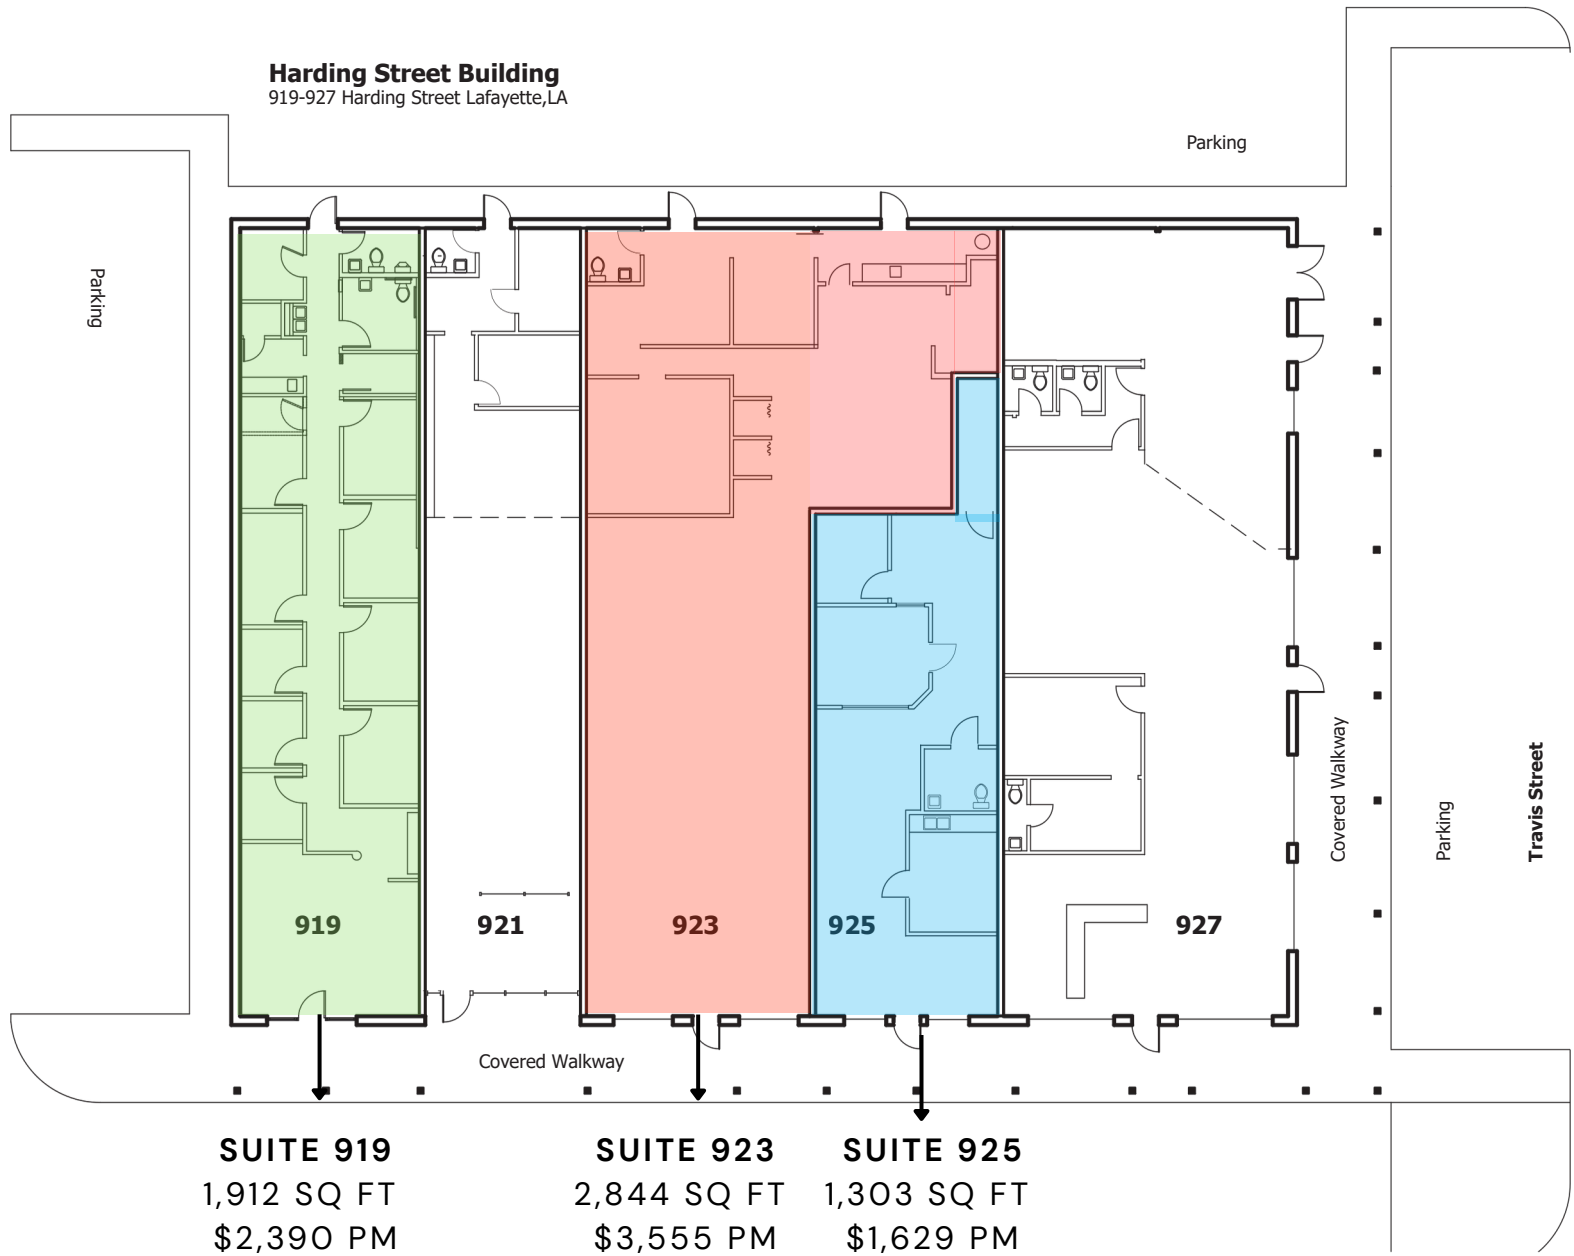 Harding Street Building
919-927 Harding Street Lafayette,LA
Parking
Parking
919
921
923
925
927
Covered Walkway
Parking
Travis Street
Covered Walkway
SUITE 919
1,912 SQ FT
$2,390 PM
SUITE 923
2,844 SQ FT
$3,555 PM
SUITE 925
1,303 SQ FT
$1,629 PM